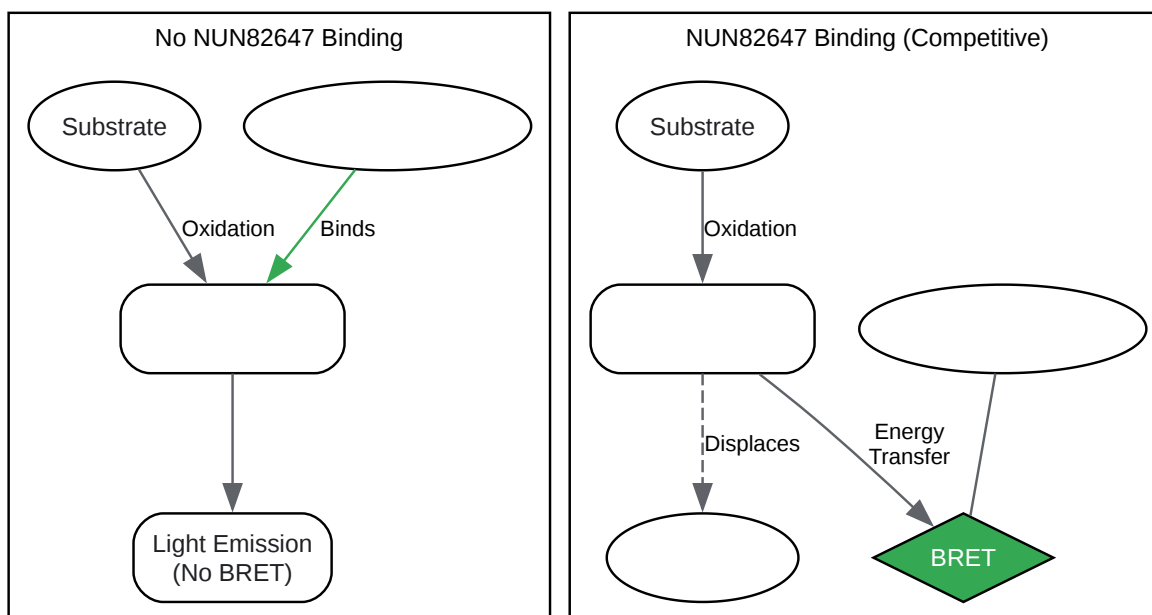 No NUN82647 Binding
Substrate
Oxidation
Binds
Light Emission
(No BRET)
NUN82647 Binding (Competitive)
Substrate
Oxidation
Displaces
Energy
Transfer
BRET